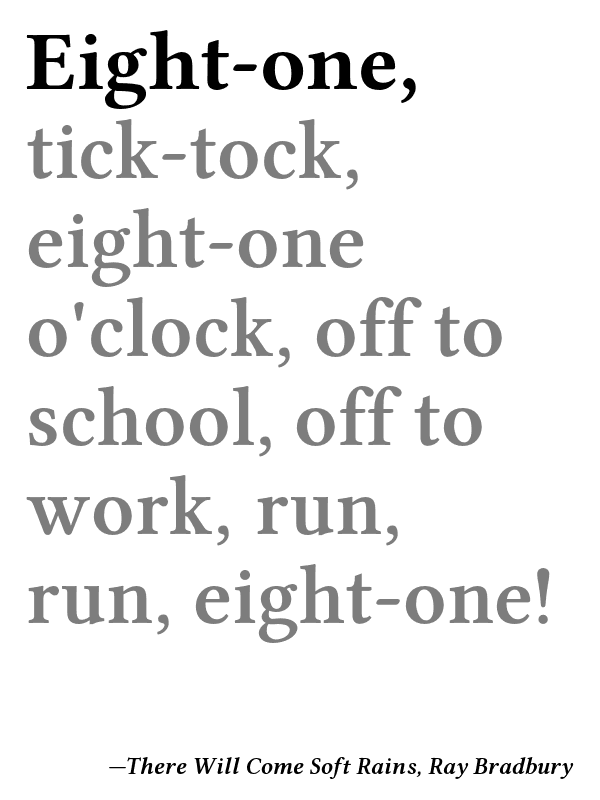 Eight-one,
tick-tock,
eight-one
o'clock, off to
school, off to
work, run,
run, eight-one!
—There Will Come Soft Rains, Ray Bradbury